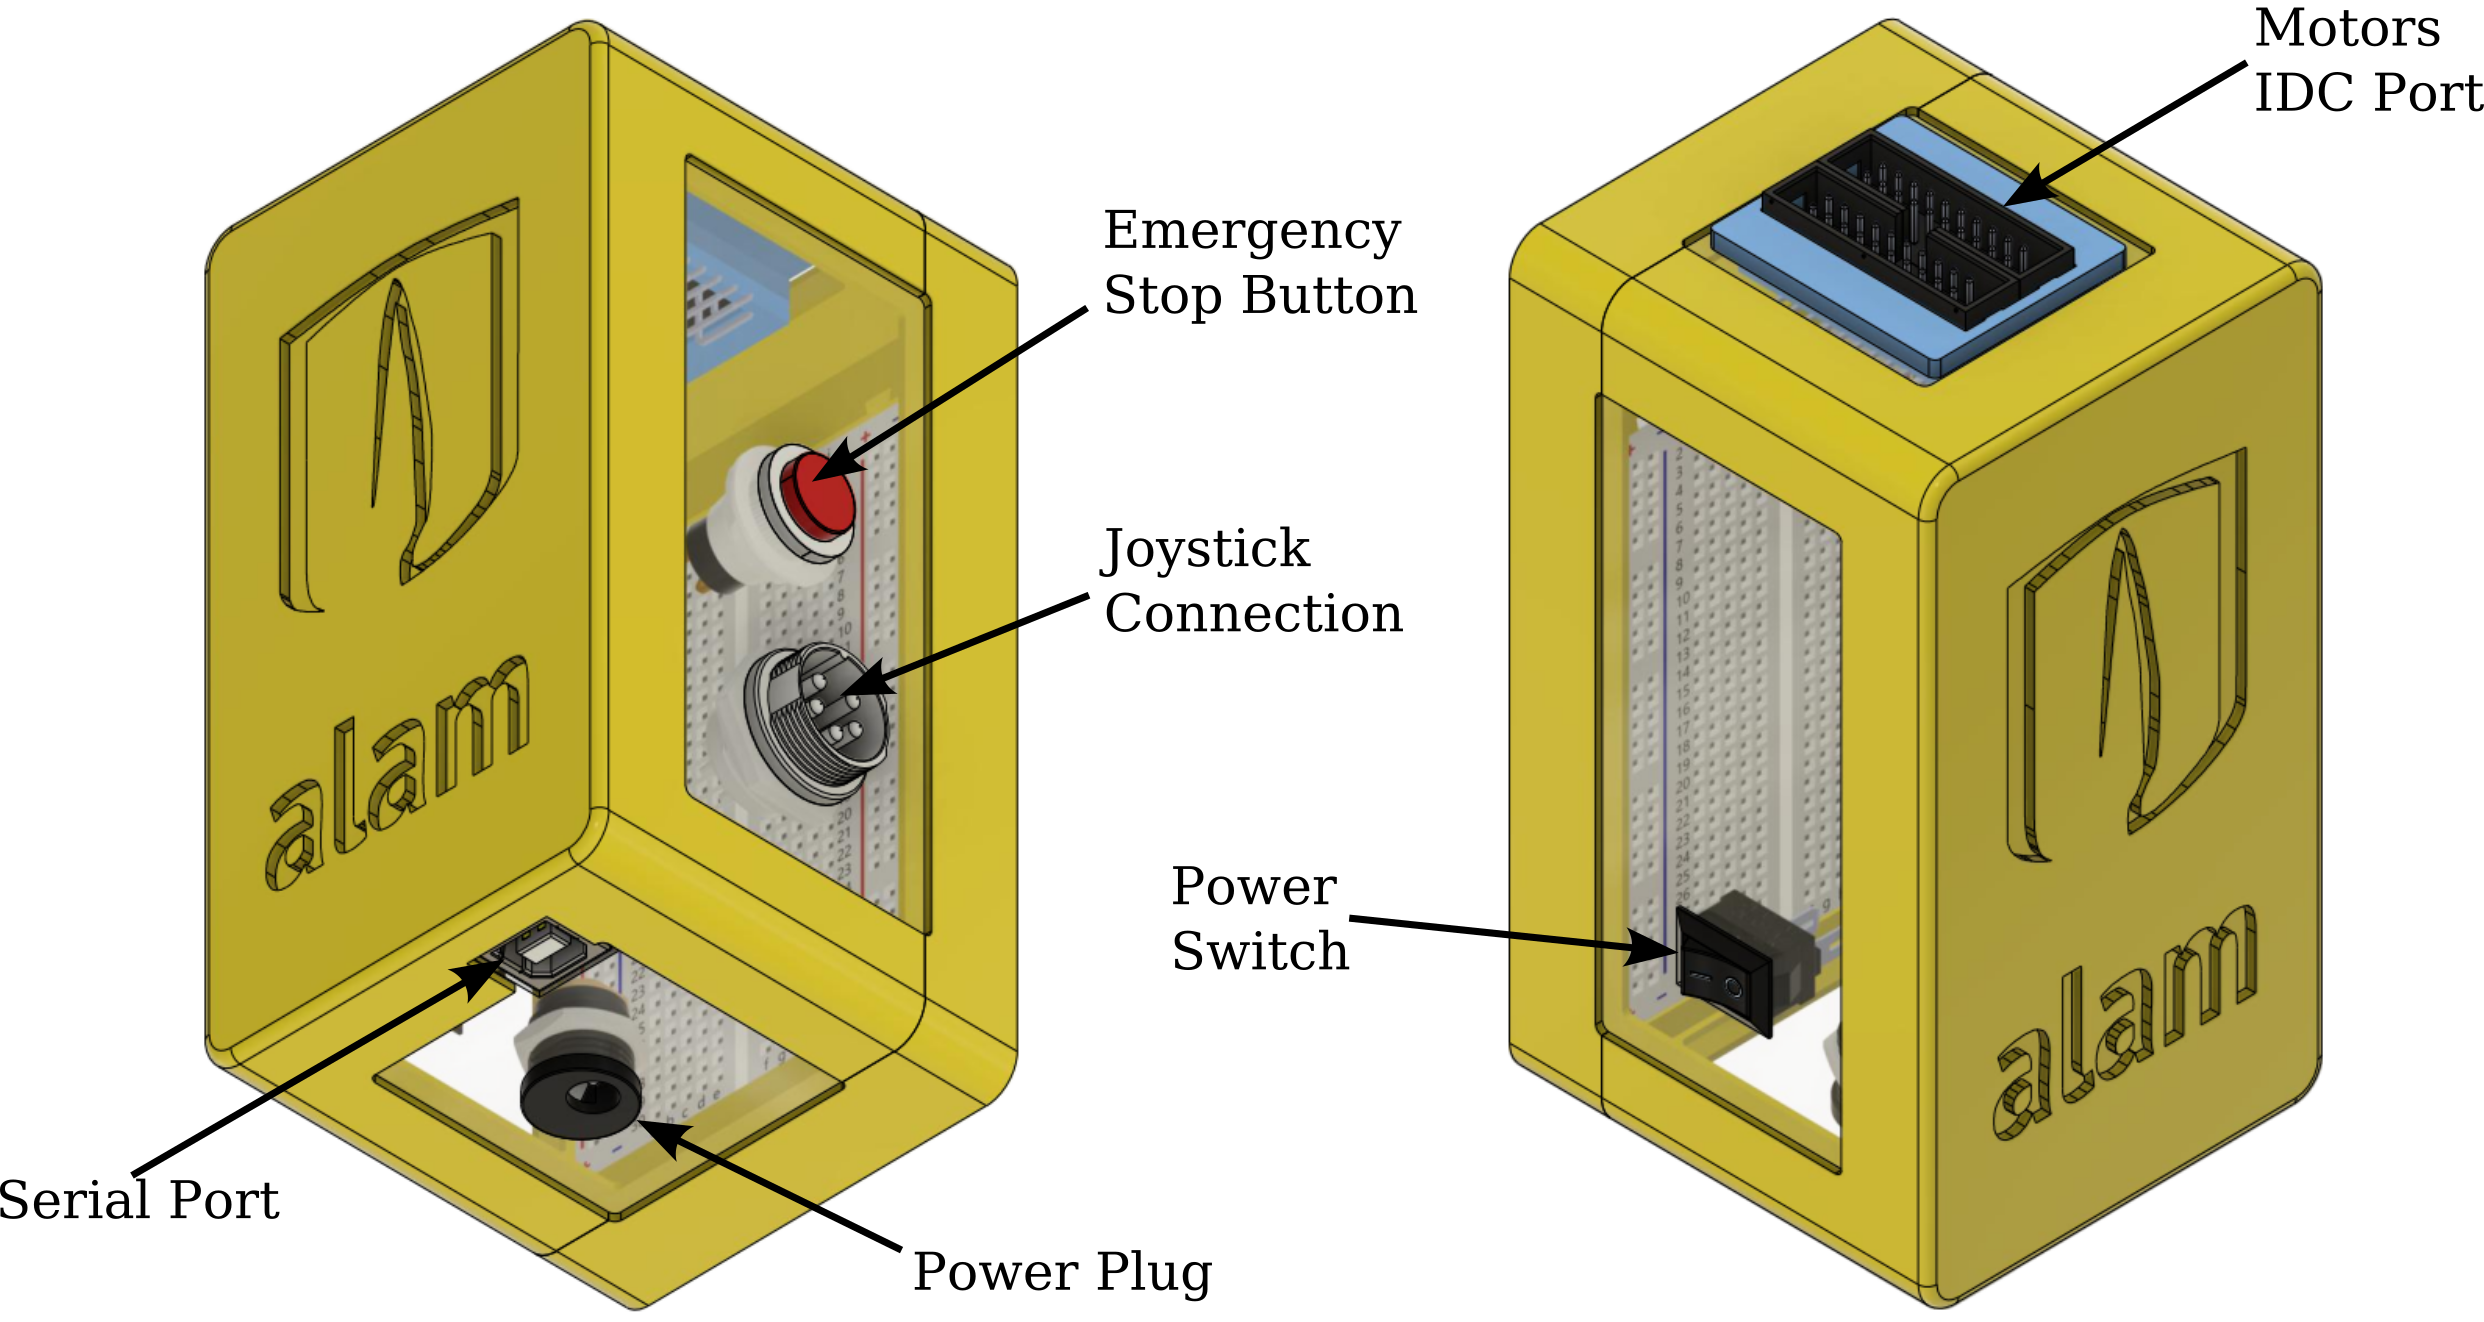 Motors
IDC Port
Emergency
Stop Button
Joystick
Connection
Power
Switch
Serial Port
Power Plug
alam
alam